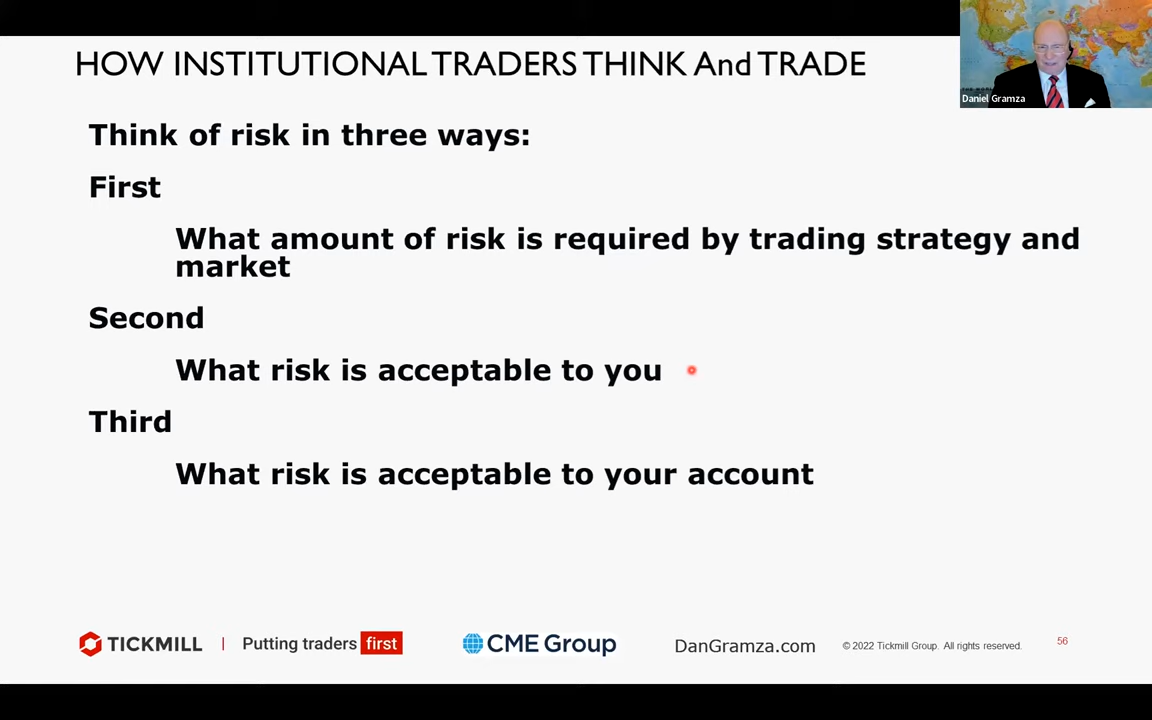 HOW INSTITUTIONAL TRADERS THINK And TRADE
Daniel Gramza
Think of risk in three ways:
First
What amount of risk is required by trading strategy and
market
Second
What risk is acceptable to you
Third
What risk is acceptable to your account
TICKMILL | Putting traders first CME Group DanGramza.com © 2022 Tickmill Group. All rights reserved. 56